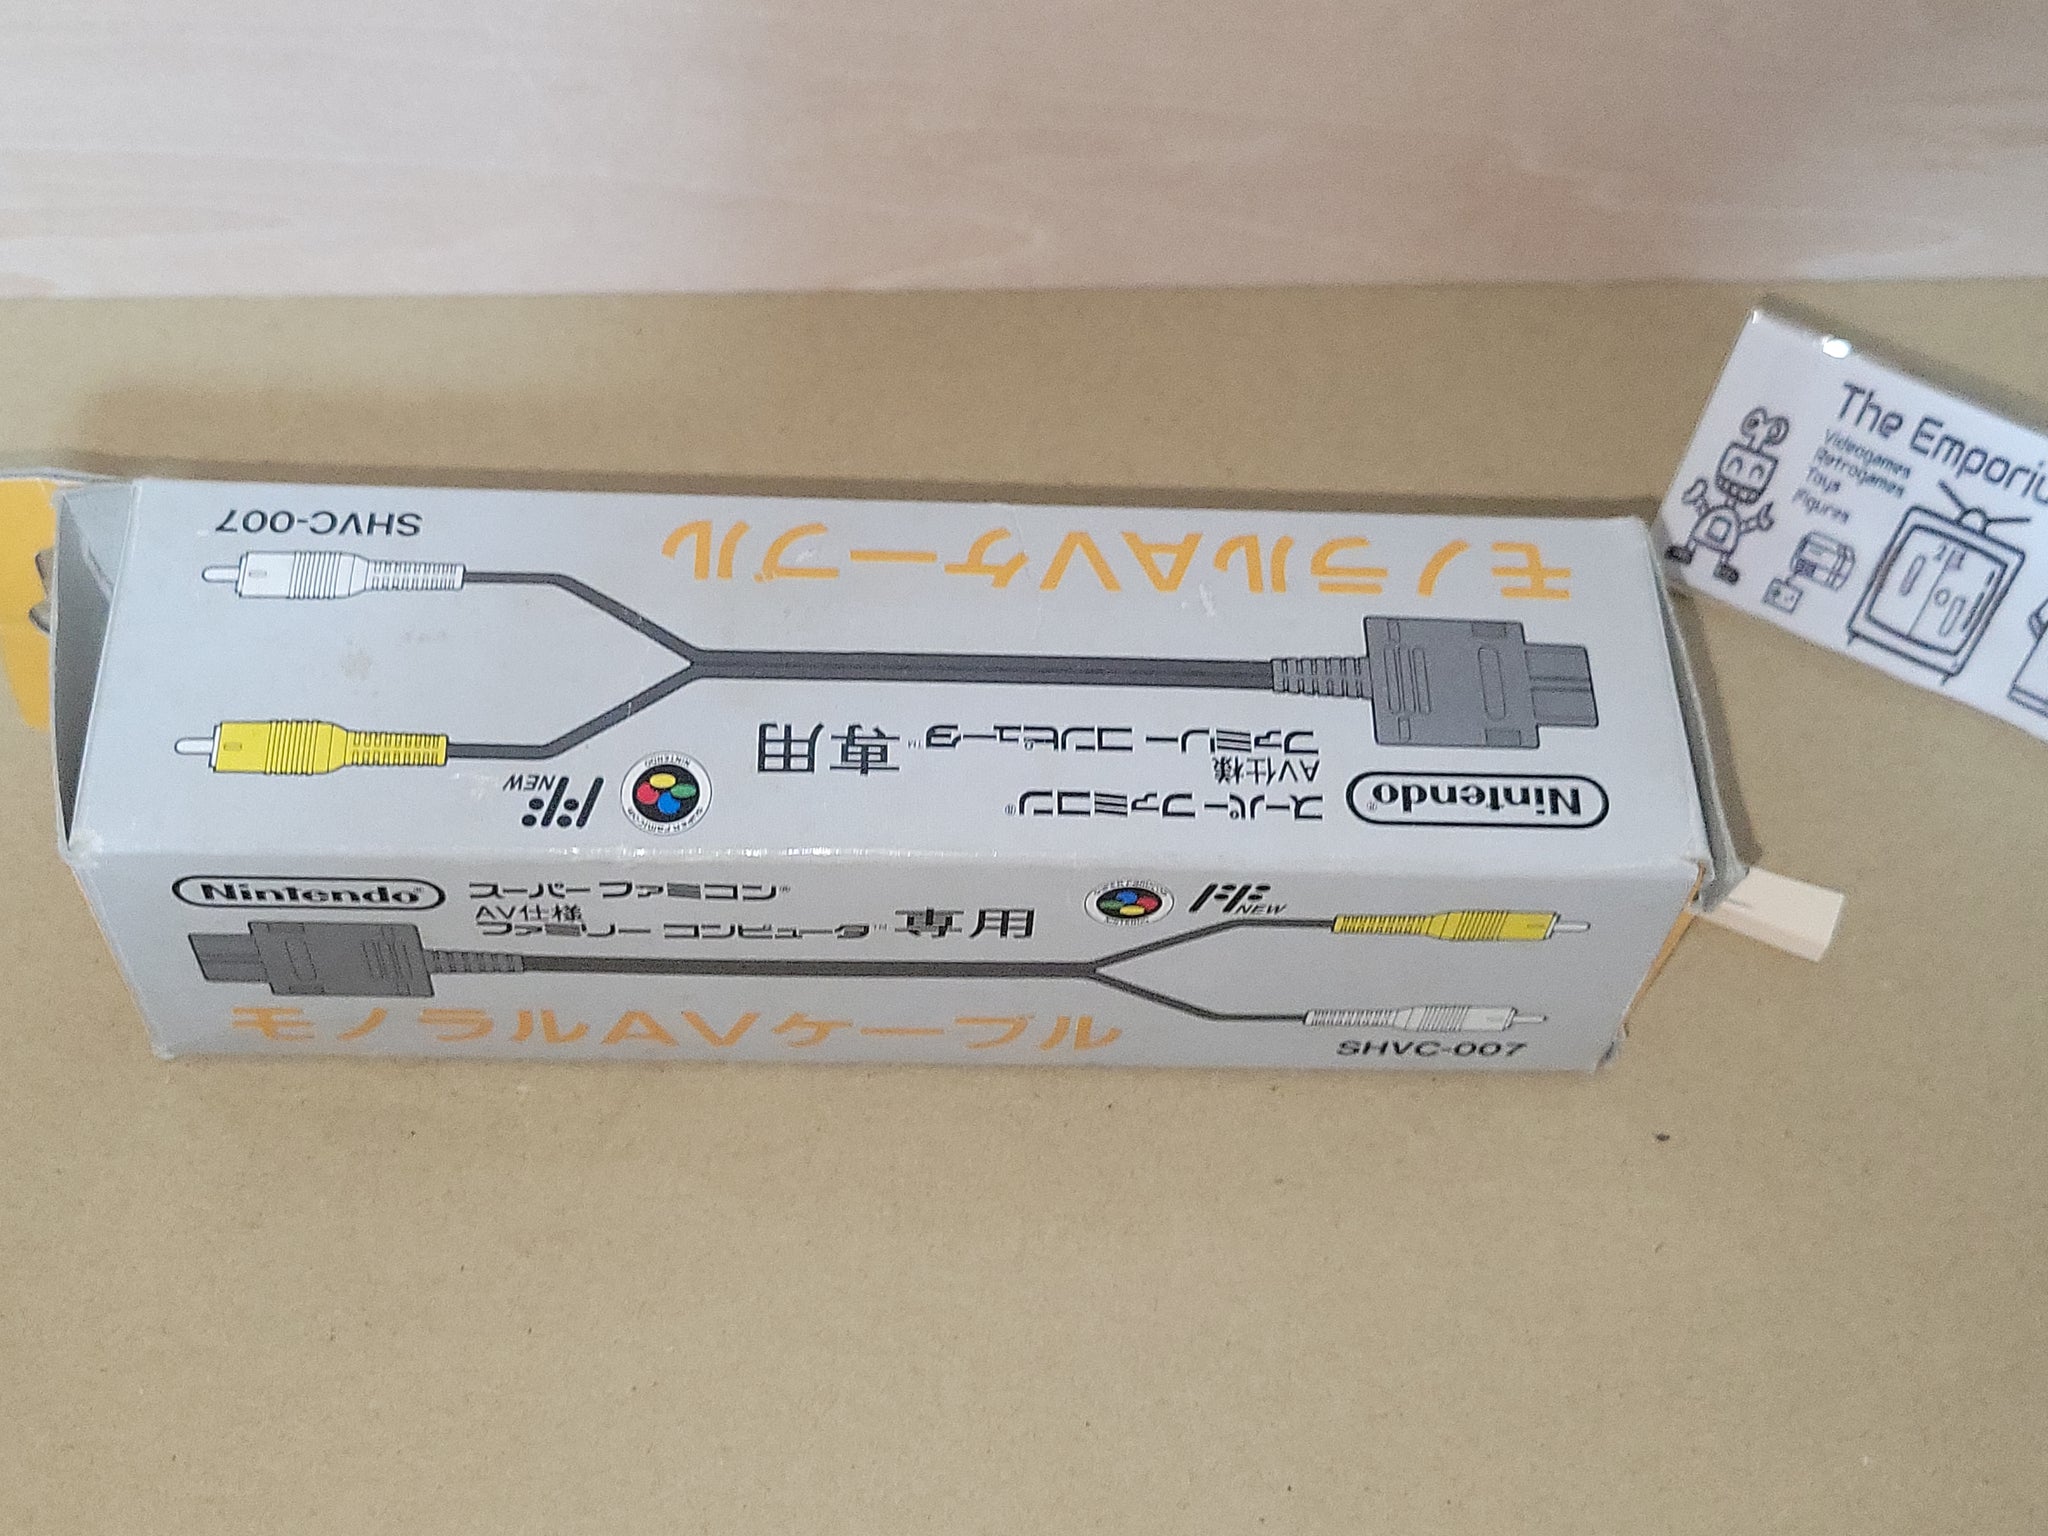 SHVC-007
モノラルAVケーブル
Nintendo®
スーパーファミコン®
AV仕様
ファミリーコンピュータ™ 専用
NEW
Nintendo®
スーパーファミコン®
AV仕様
ファミリーコンピュータ™ 専用
NEW
モノラルAVケーブル
SHVC-007
The
Videogames
Retrogames
Toys
Figures